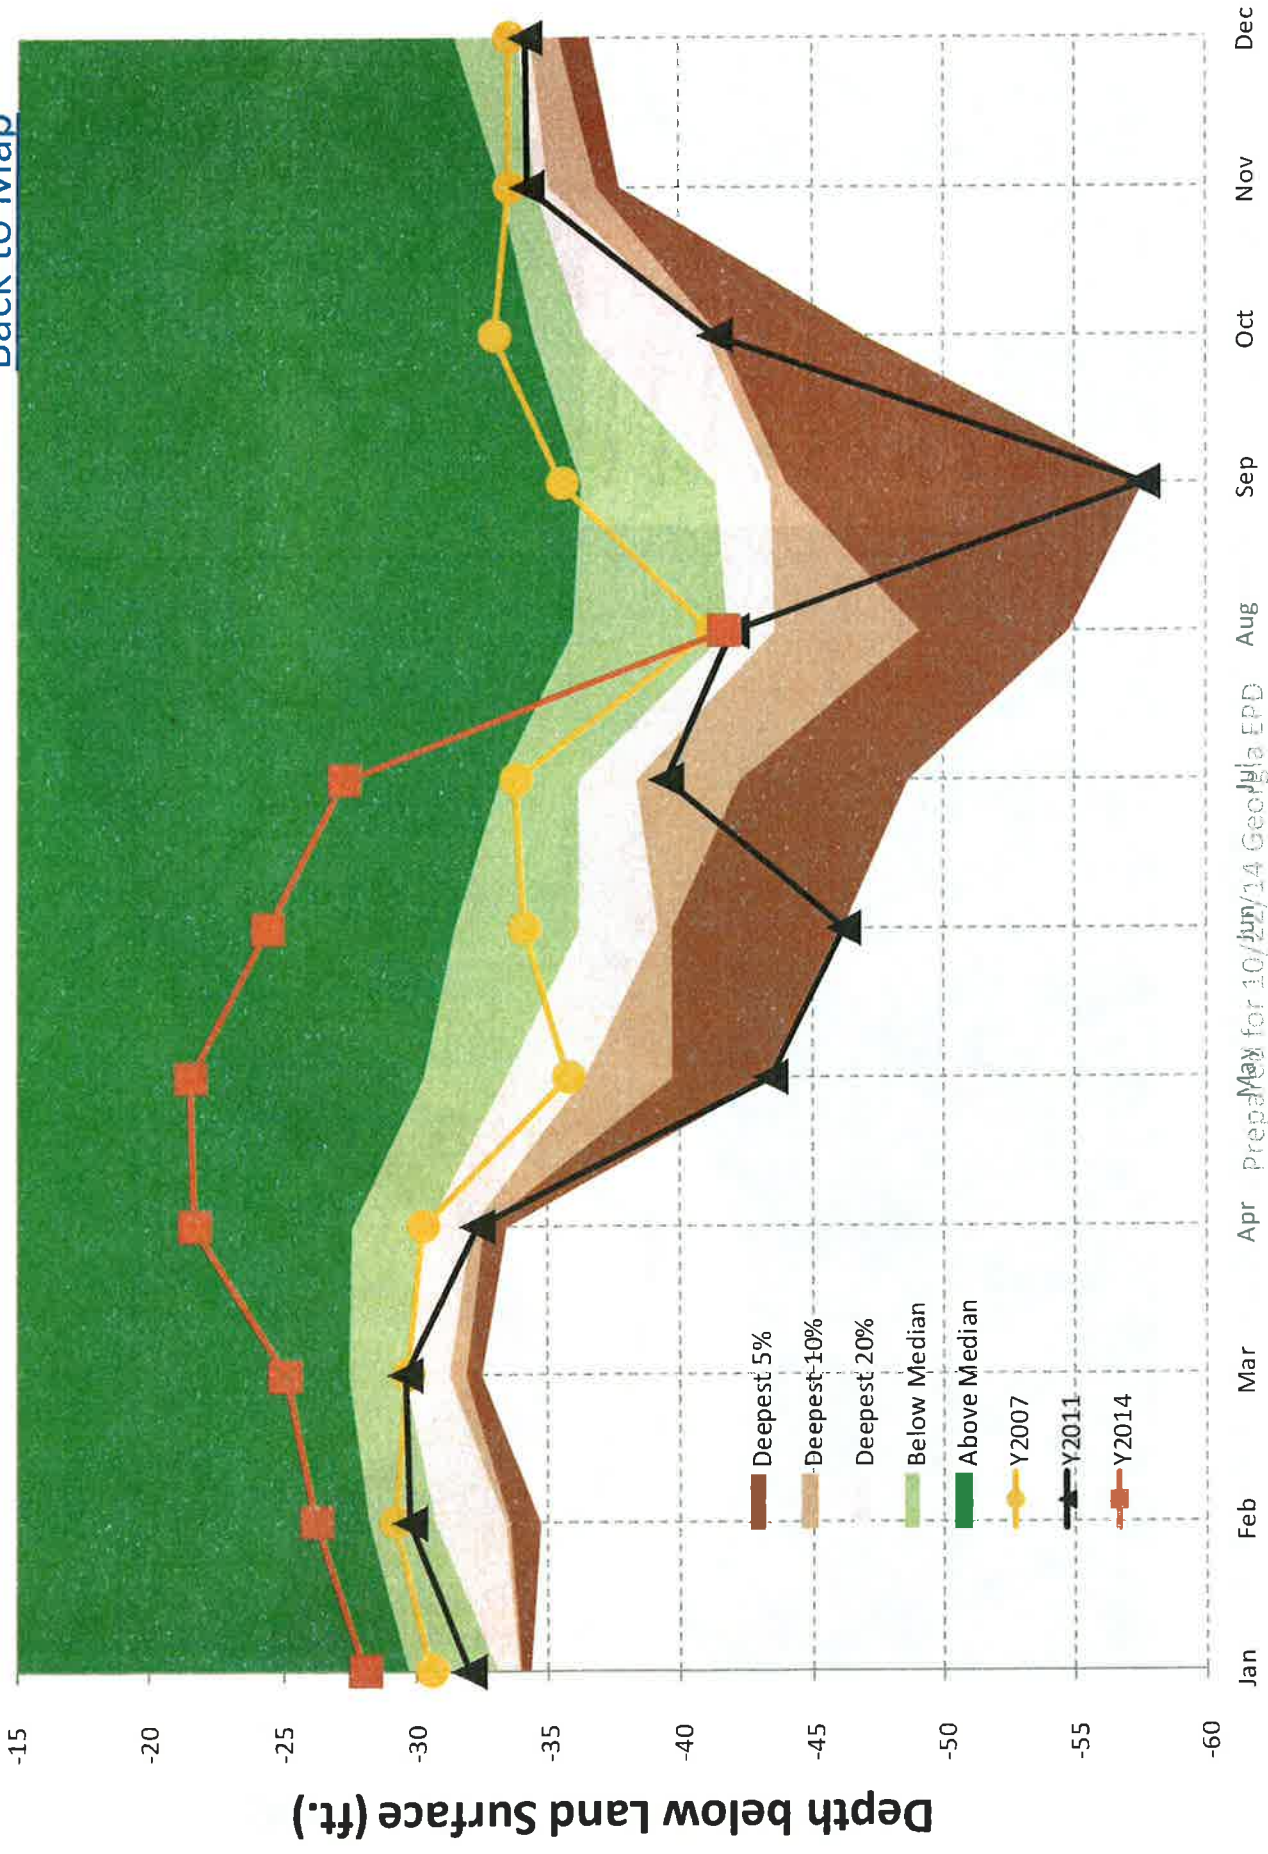 Back to Map
Depth below Land Surface (ft.)
-15
-20
-25
-30
-35
-40
-45
-50
-55
-60
Deepest 5%
Deepest 10%
Deepest 20%
Below Median
Above Median
Y2007
Y2011
Y2014
Jan
Feb
Mar
Apr
May
Jun
Jul
Aug
Sep
Oct
Nov
Dec
Prepared for 10/22/14 Georgia EPD